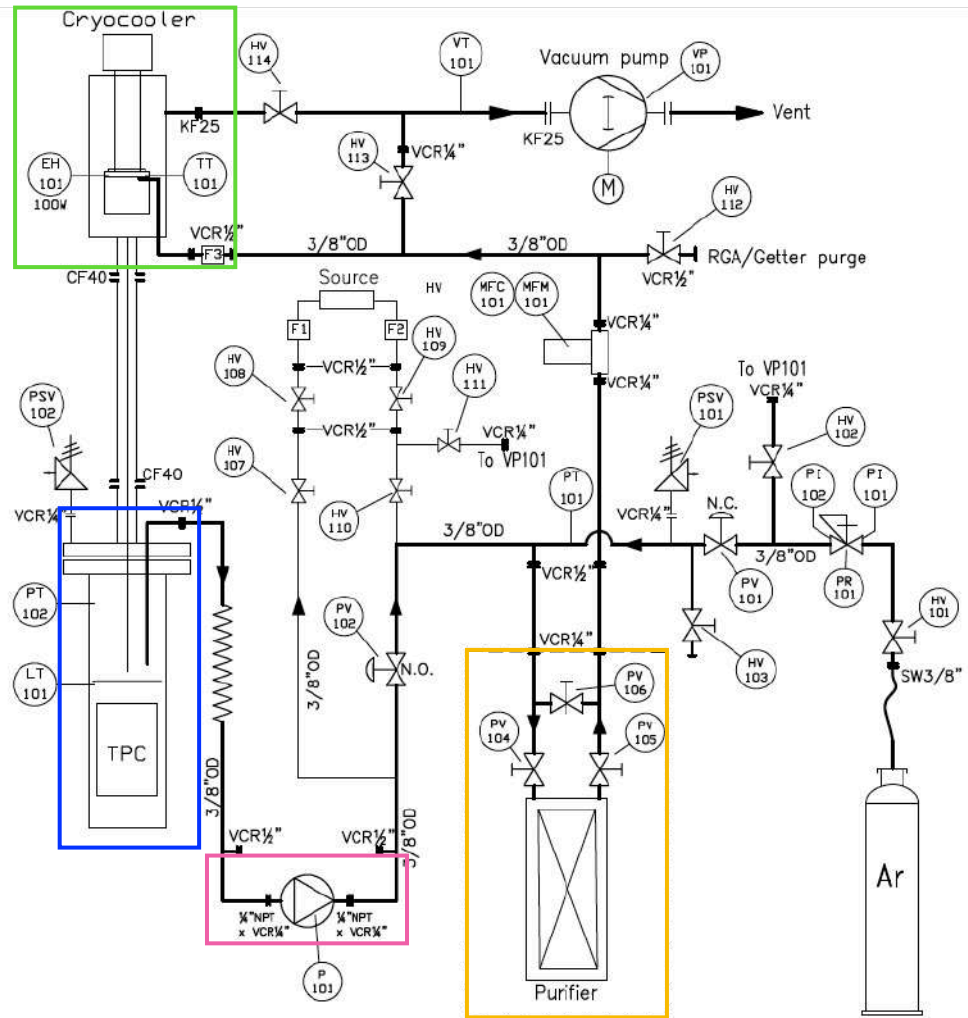 Cryocooler
HV
114
VT
101
Vacuum pump
VP
101
KF25
KF25
Vent
HV
113
VCR¼"
M
EH
101
100W
TT
101
HV
112
VCR½"
F3
3/8"OD
3/8"OD
VCR½"
RGA/Getter purge
CF40
Source
HV
MFC
101
MFM
101
VCR¼"
F1
F2
HV
109
HV
108
VCR½"
HV
111
VCR¼"
To VP101
VCR¼"
PSV
102
PSV
101
HV
102
VCR½"
VCR¼"
To VP101
HV
107
CF40
VCR½"
PT
101
PI
102
PI
101
VCR¼
HV
110
VCR¼"
N.C.
3/8"OD
3/8"OD
VCR½"
PV
101
PR
101
HV
101
PT
102
PV
102
VCR¼"
HV
103
N.O.
SW3/8"
LT
101
3/8"OD
PV
106
PV
104
PV
105
TPC
3/8"OD
VCR½"
VCR½"
3/8"OD
Ar
¼"NPT
x VCR¼"
¼"NPT
x VCR¼"
P
101
Purifier